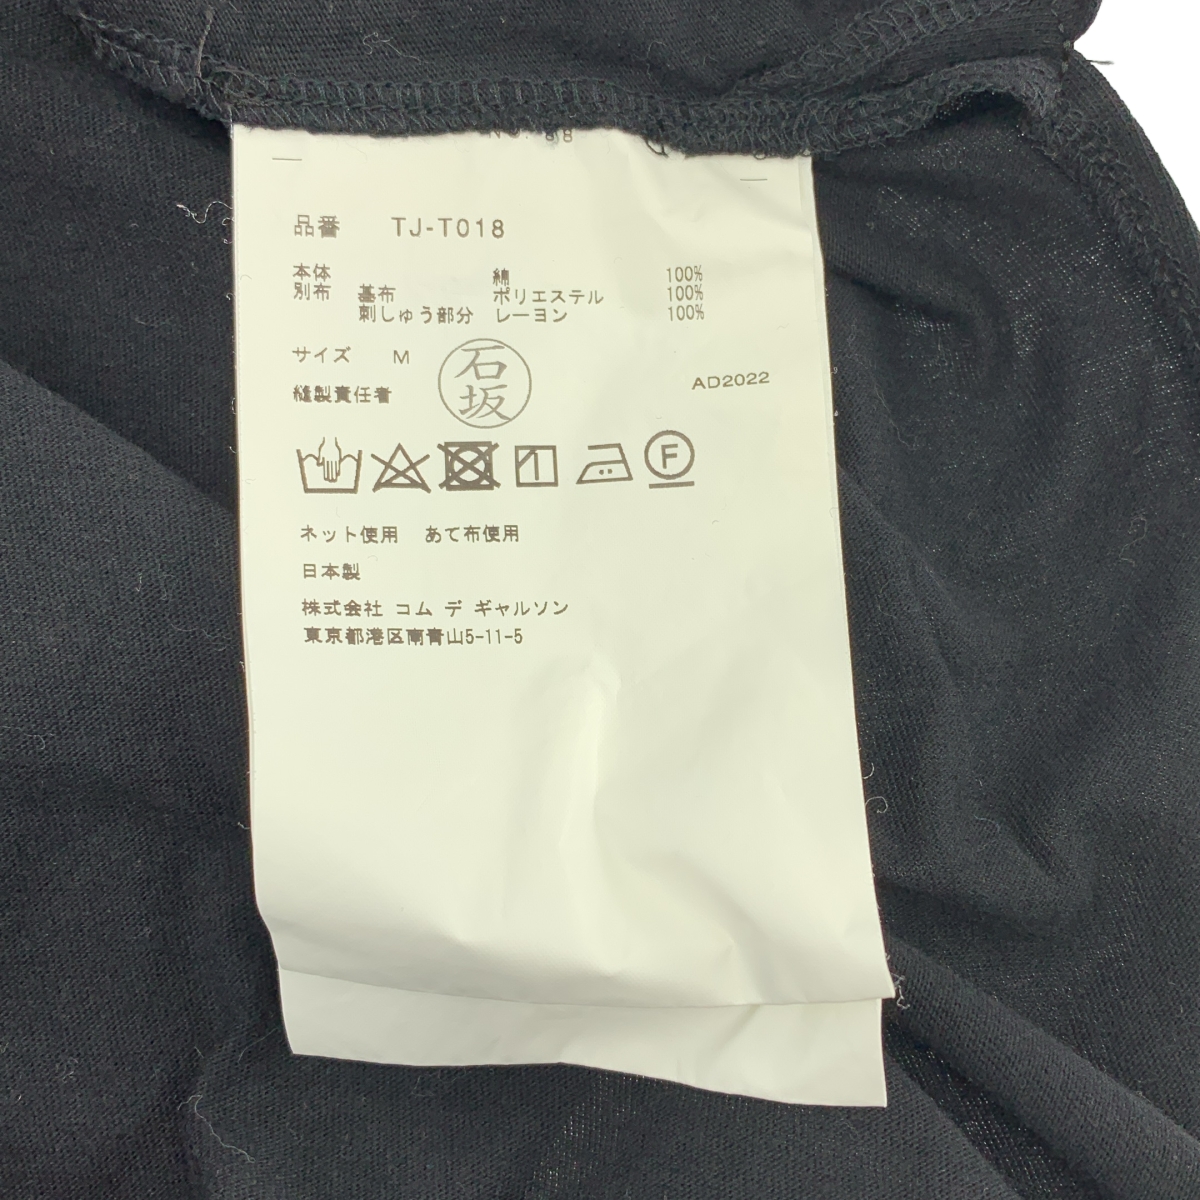 品番 TJ-T018
本体 綿 100%
別布 基布 ポリエステル 100%
刺しゅう部分 レーヨン 100%
サイズ M
石坂
縫製責任者
AD2022
F
ネット使用 あて布使用
日本製
株式会社 コム デ ギャルソン
東京都港区南青山5-11-5